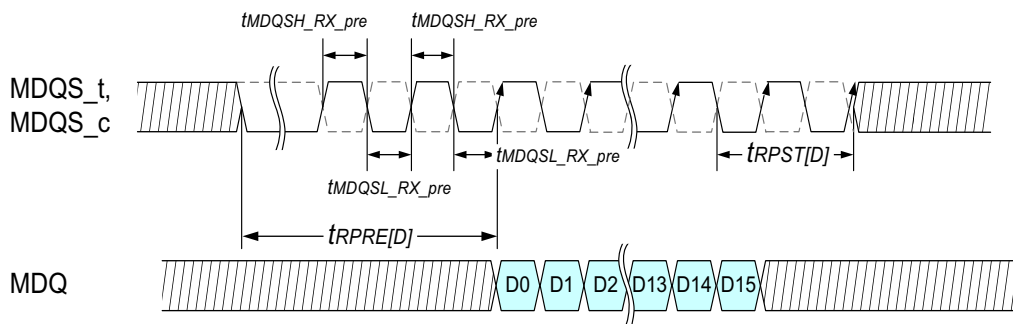 tMDQSH_RX_pre tMDQSH_RX_pre
MDQS_t,
MDQS_c
tMDQSL_RX_pre tRPST[D]
tMDQSL_RX_pre
tRPRE[D]
MDQ D0 D1 D2 D13 D14 D15